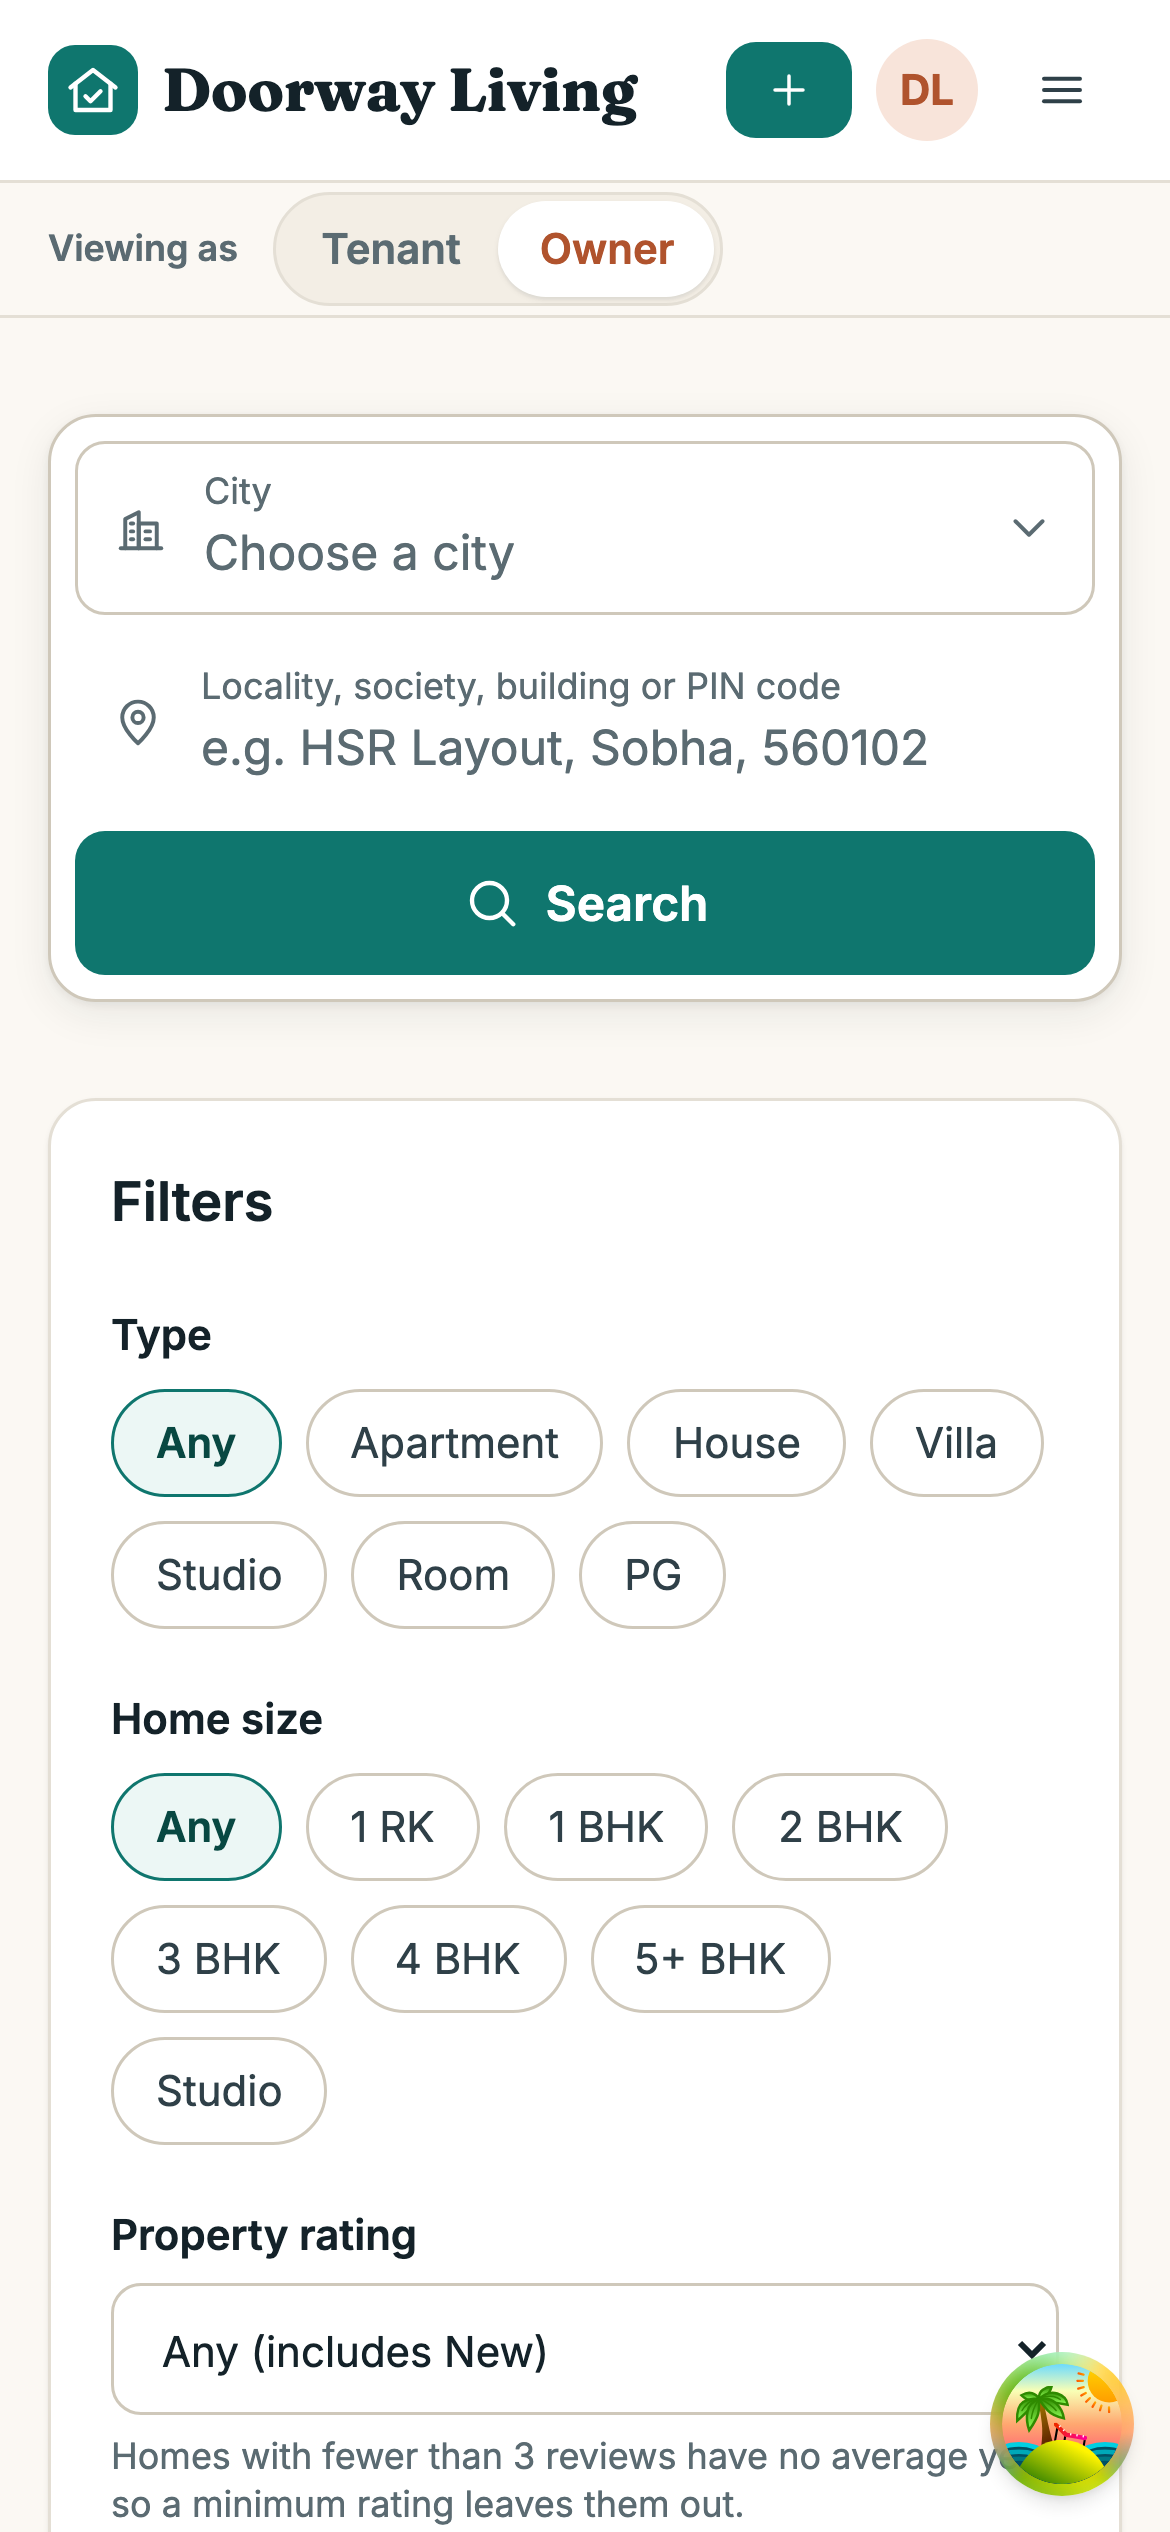 Doorway Living
DL
Viewing as
Tenant
Owner
City
Choose a city
Locality, society, building or PIN code
e.g. HSR Layout, Sobha, 560102
Search
Filters
Type
Any
Apartment
House
Villa
Studio
Room
PG
Home size
Any
1 RK
1 BHK
2 BHK
3 BHK
4 BHK
5+ BHK
Studio
Property rating
Any (includes New)
Homes with fewer than 3 reviews have no average
so a minimum rating leaves them out.